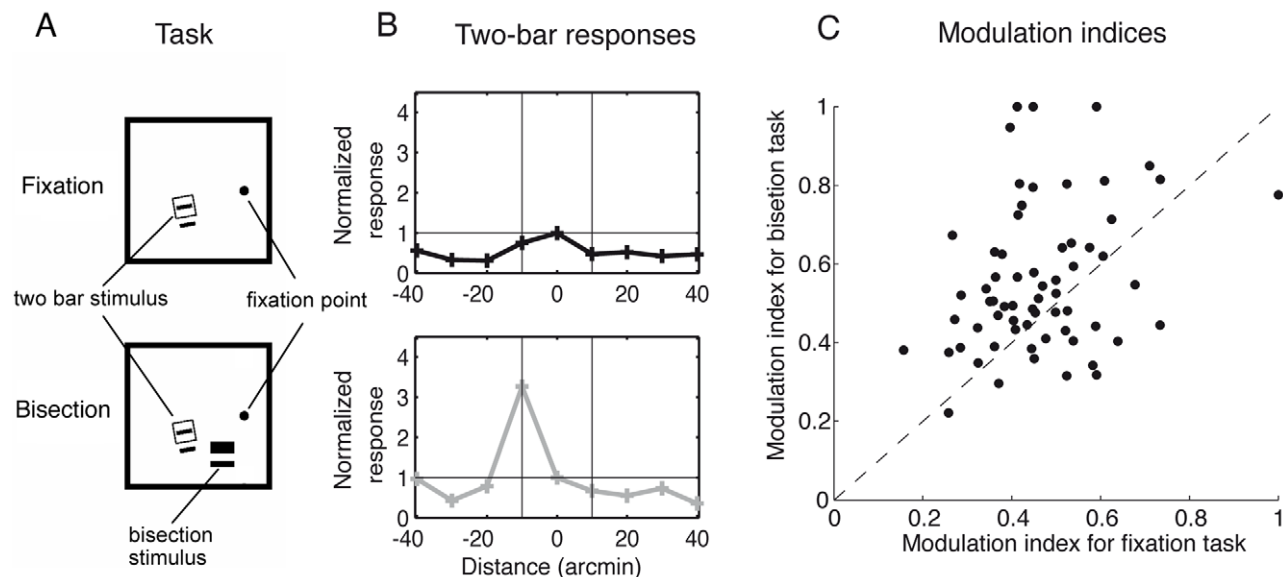 A Task
Fixation
two bar stimulus
fixation point
Bisection
bisection
stimulus
B Two-bar responses
Normalized
response
4
3
2
1
0
-40 -20 0 20 40
Normalized
response
4
3
2
1
0
-40 -20 0 20 40
Distance (arcmin)
C Modulation indices
Modulation index for bisetion task
1
0.8
0.6
0.4
0.2
0
0 0.2 0.4 0.6 0.8 1
Modulation index for fixation task